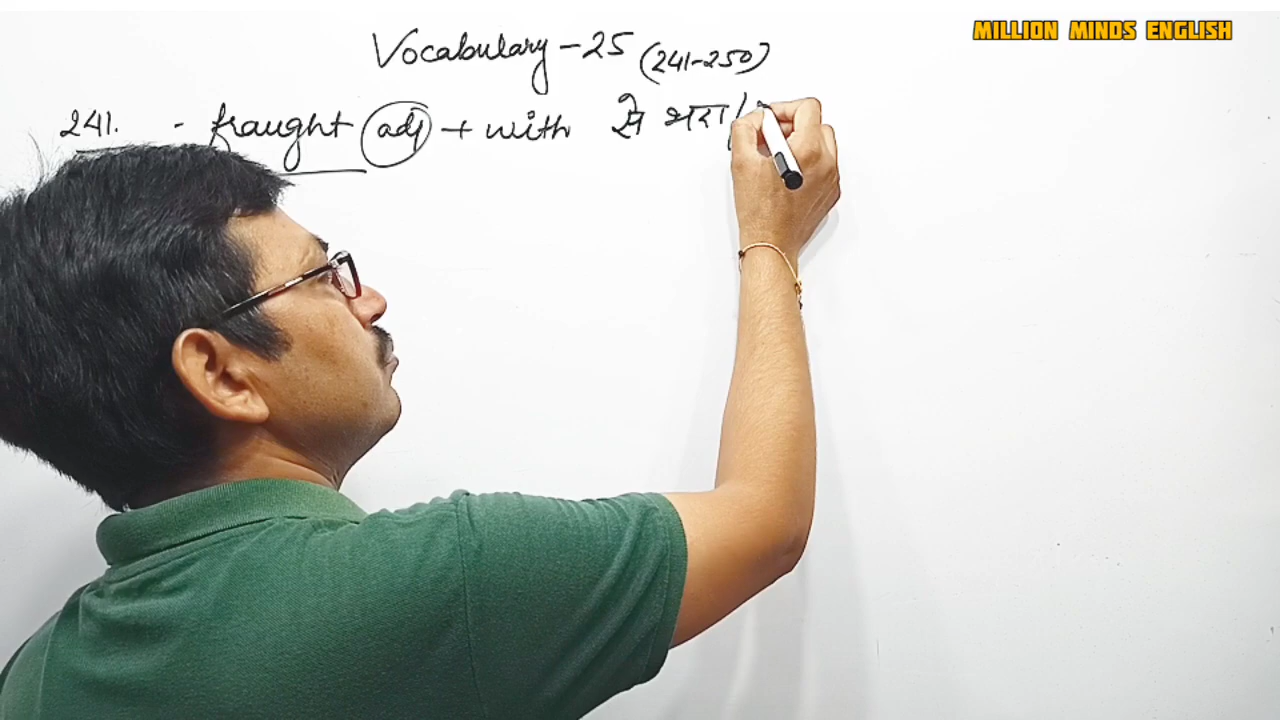 MILLION MINDS ENGLISH
Vocabulary - 25 (241-250)
241. - fraught (adj) + with से भरा /